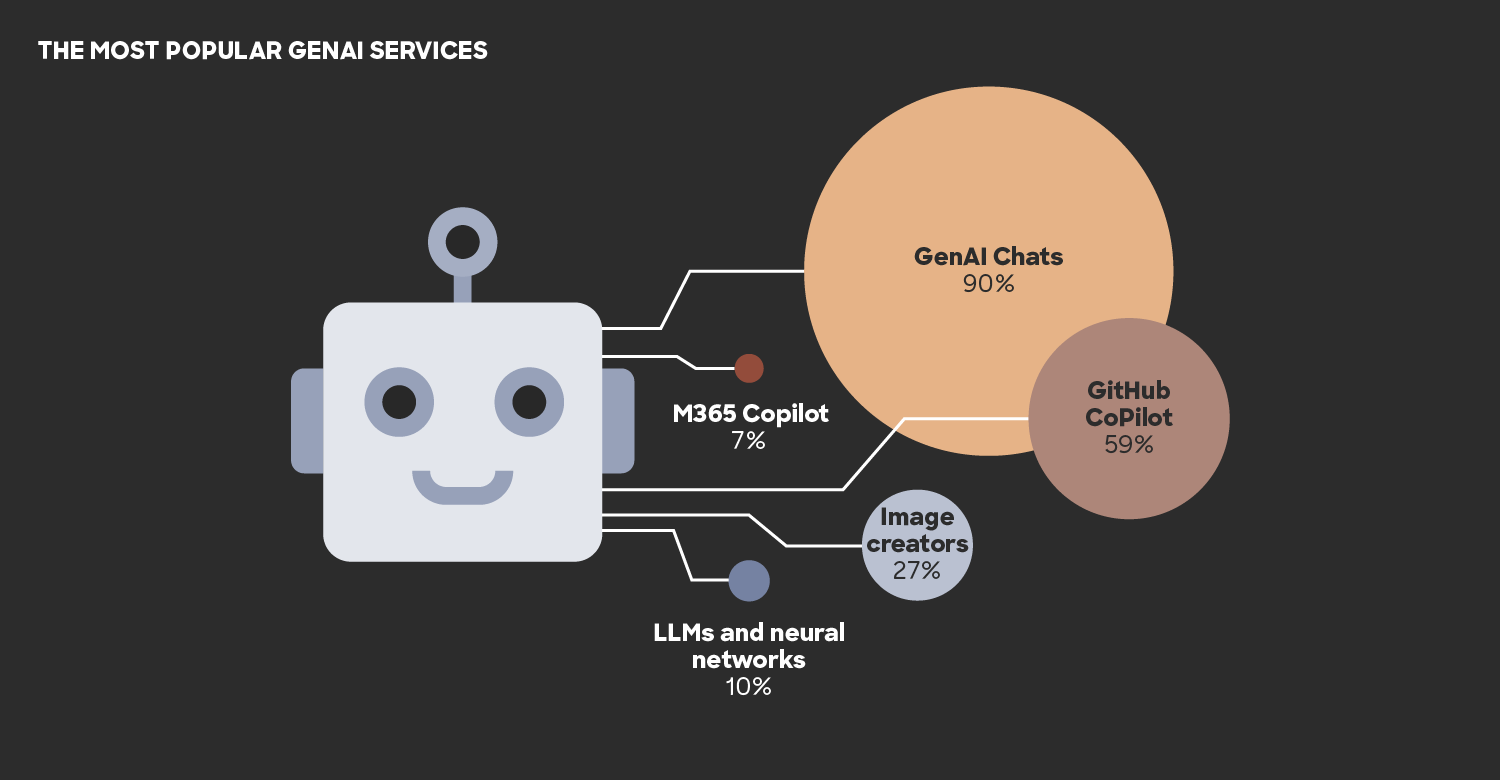 THE MOST POPULAR GENAI SERVICES
GenAI Chats
90%
M365 Copilot
7%
GitHub
CoPilot
59%
Image
creators
27%
LLMs and neural
networks
10%